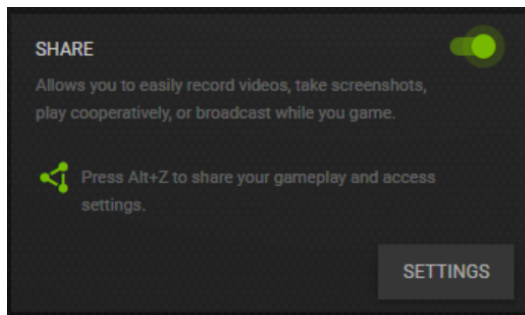 SHARE
Allows you to easily record videos, take screenshots,
play cooperatively, or broadcast while you game.
Press Alt+Z to share your gameplay and access
settings.
SETTINGS